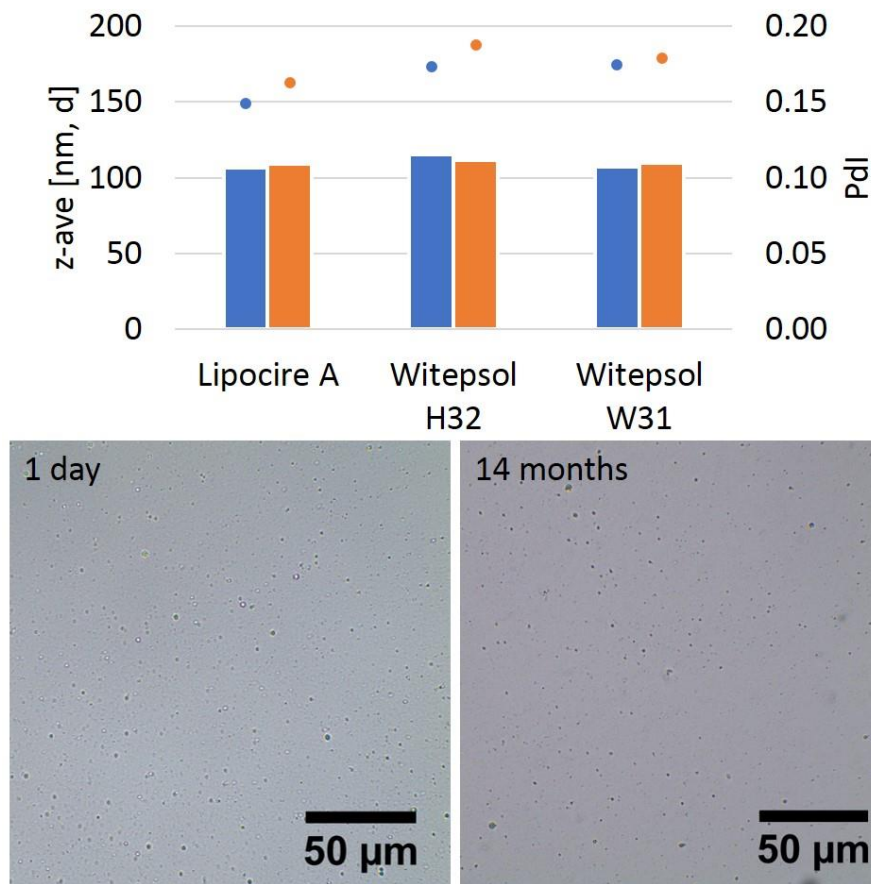 z-ave [nm, d]
200
150
100
50
0
0.20
0.15
0.10
0.05
0.00
PdI
Lipocire A
Witepsol
H32
Witepsol
W31
1 day
50 µm
14 months
50 µm